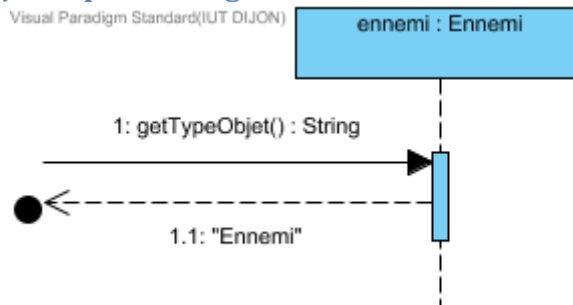 Visual Paradigm Standard(IUT DIJON)
ennemi : Ennemi
1: getTypeObjet() : String
1.1: "Ennemi"